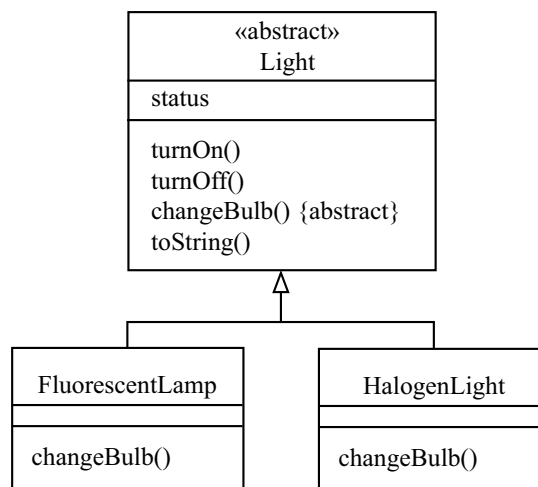 «abstract»
Light
status
turnOn()
turnOff()
changeBulb() {abstract}
toString()
FluorescentLamp
changeBulb()
HalogenLight
changeBulb()